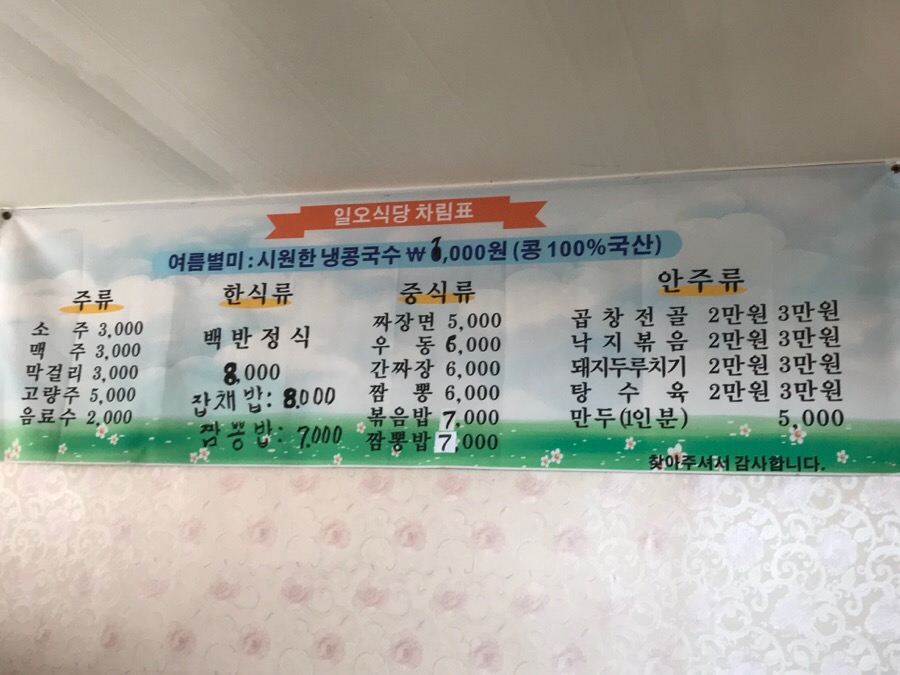 일오식당 차림표
여름별미 : 시원한 냉콩국수 ₩6,000원 (콩 100%국산)
주류
소 주 3,000
맥 주 3,000
막걸리 3,000
고량주 5,000
음료수 2,000
한식류
백반정식
8,000
잡채밥: 8,000
짬뽕밥: 7,000
중식류
짜장면 5,000
우 동 6,000
간짜장 6,000
짬 뽕 6,000
볶음밥 7,000
짬뽕밥 7,000
안주류
곱창전골 2만원 3만원
낙지볶음 2만원 3만원
돼지두루치기 2만원 3만원
탕수육 2만원 3만원
만두(1인분) 5,000
찾아주셔서 감사합니다.